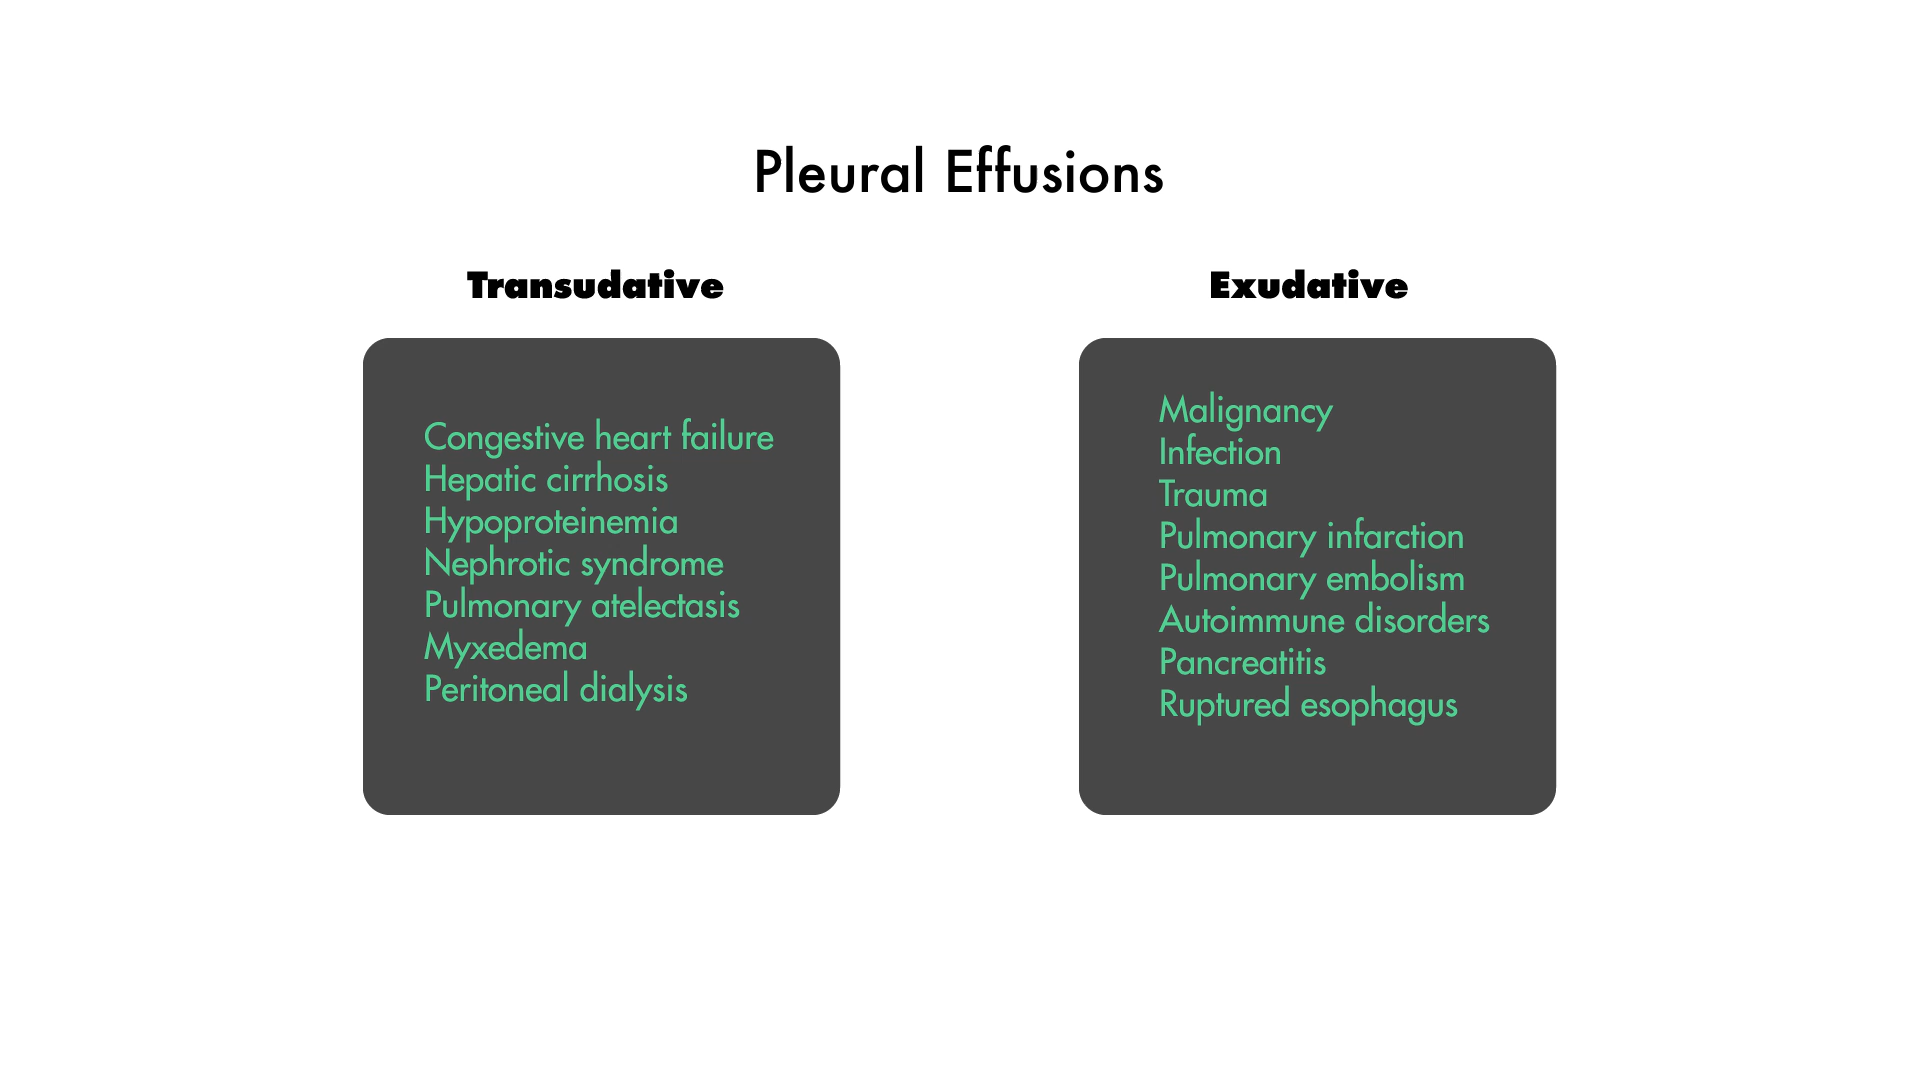 Pleural Effusions
Transudative
Congestive heart failure
Hepatic cirrhosis
Hypoproteinemia
Nephrotic syndrome
Pulmonary atelectasis
Myxedema
Peritoneal dialysis
Exudative
Malignancy
Infection
Trauma
Pulmonary infarction
Pulmonary embolism
Autoimmune disorders
Pancreatitis
Ruptured esophagus